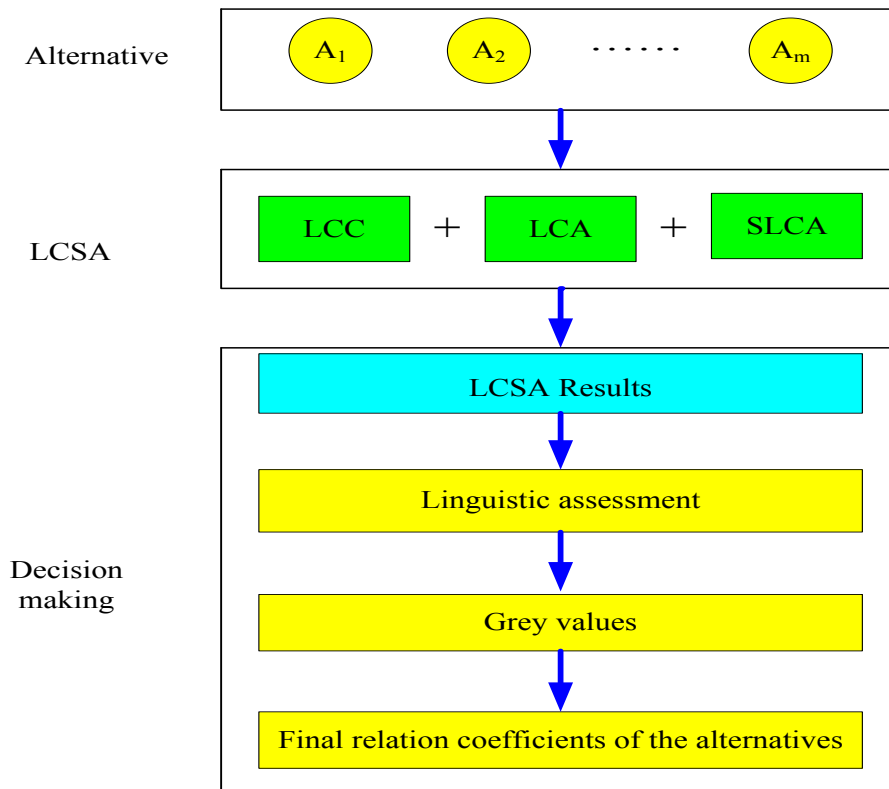 Alternative
A₁ A₂ ······ Aₘ
LCSA
LCC + LCA + SLCA
LCSA Results
Linguistic assessment
Decision
making
Grey values
Final relation coefficients of the alternatives